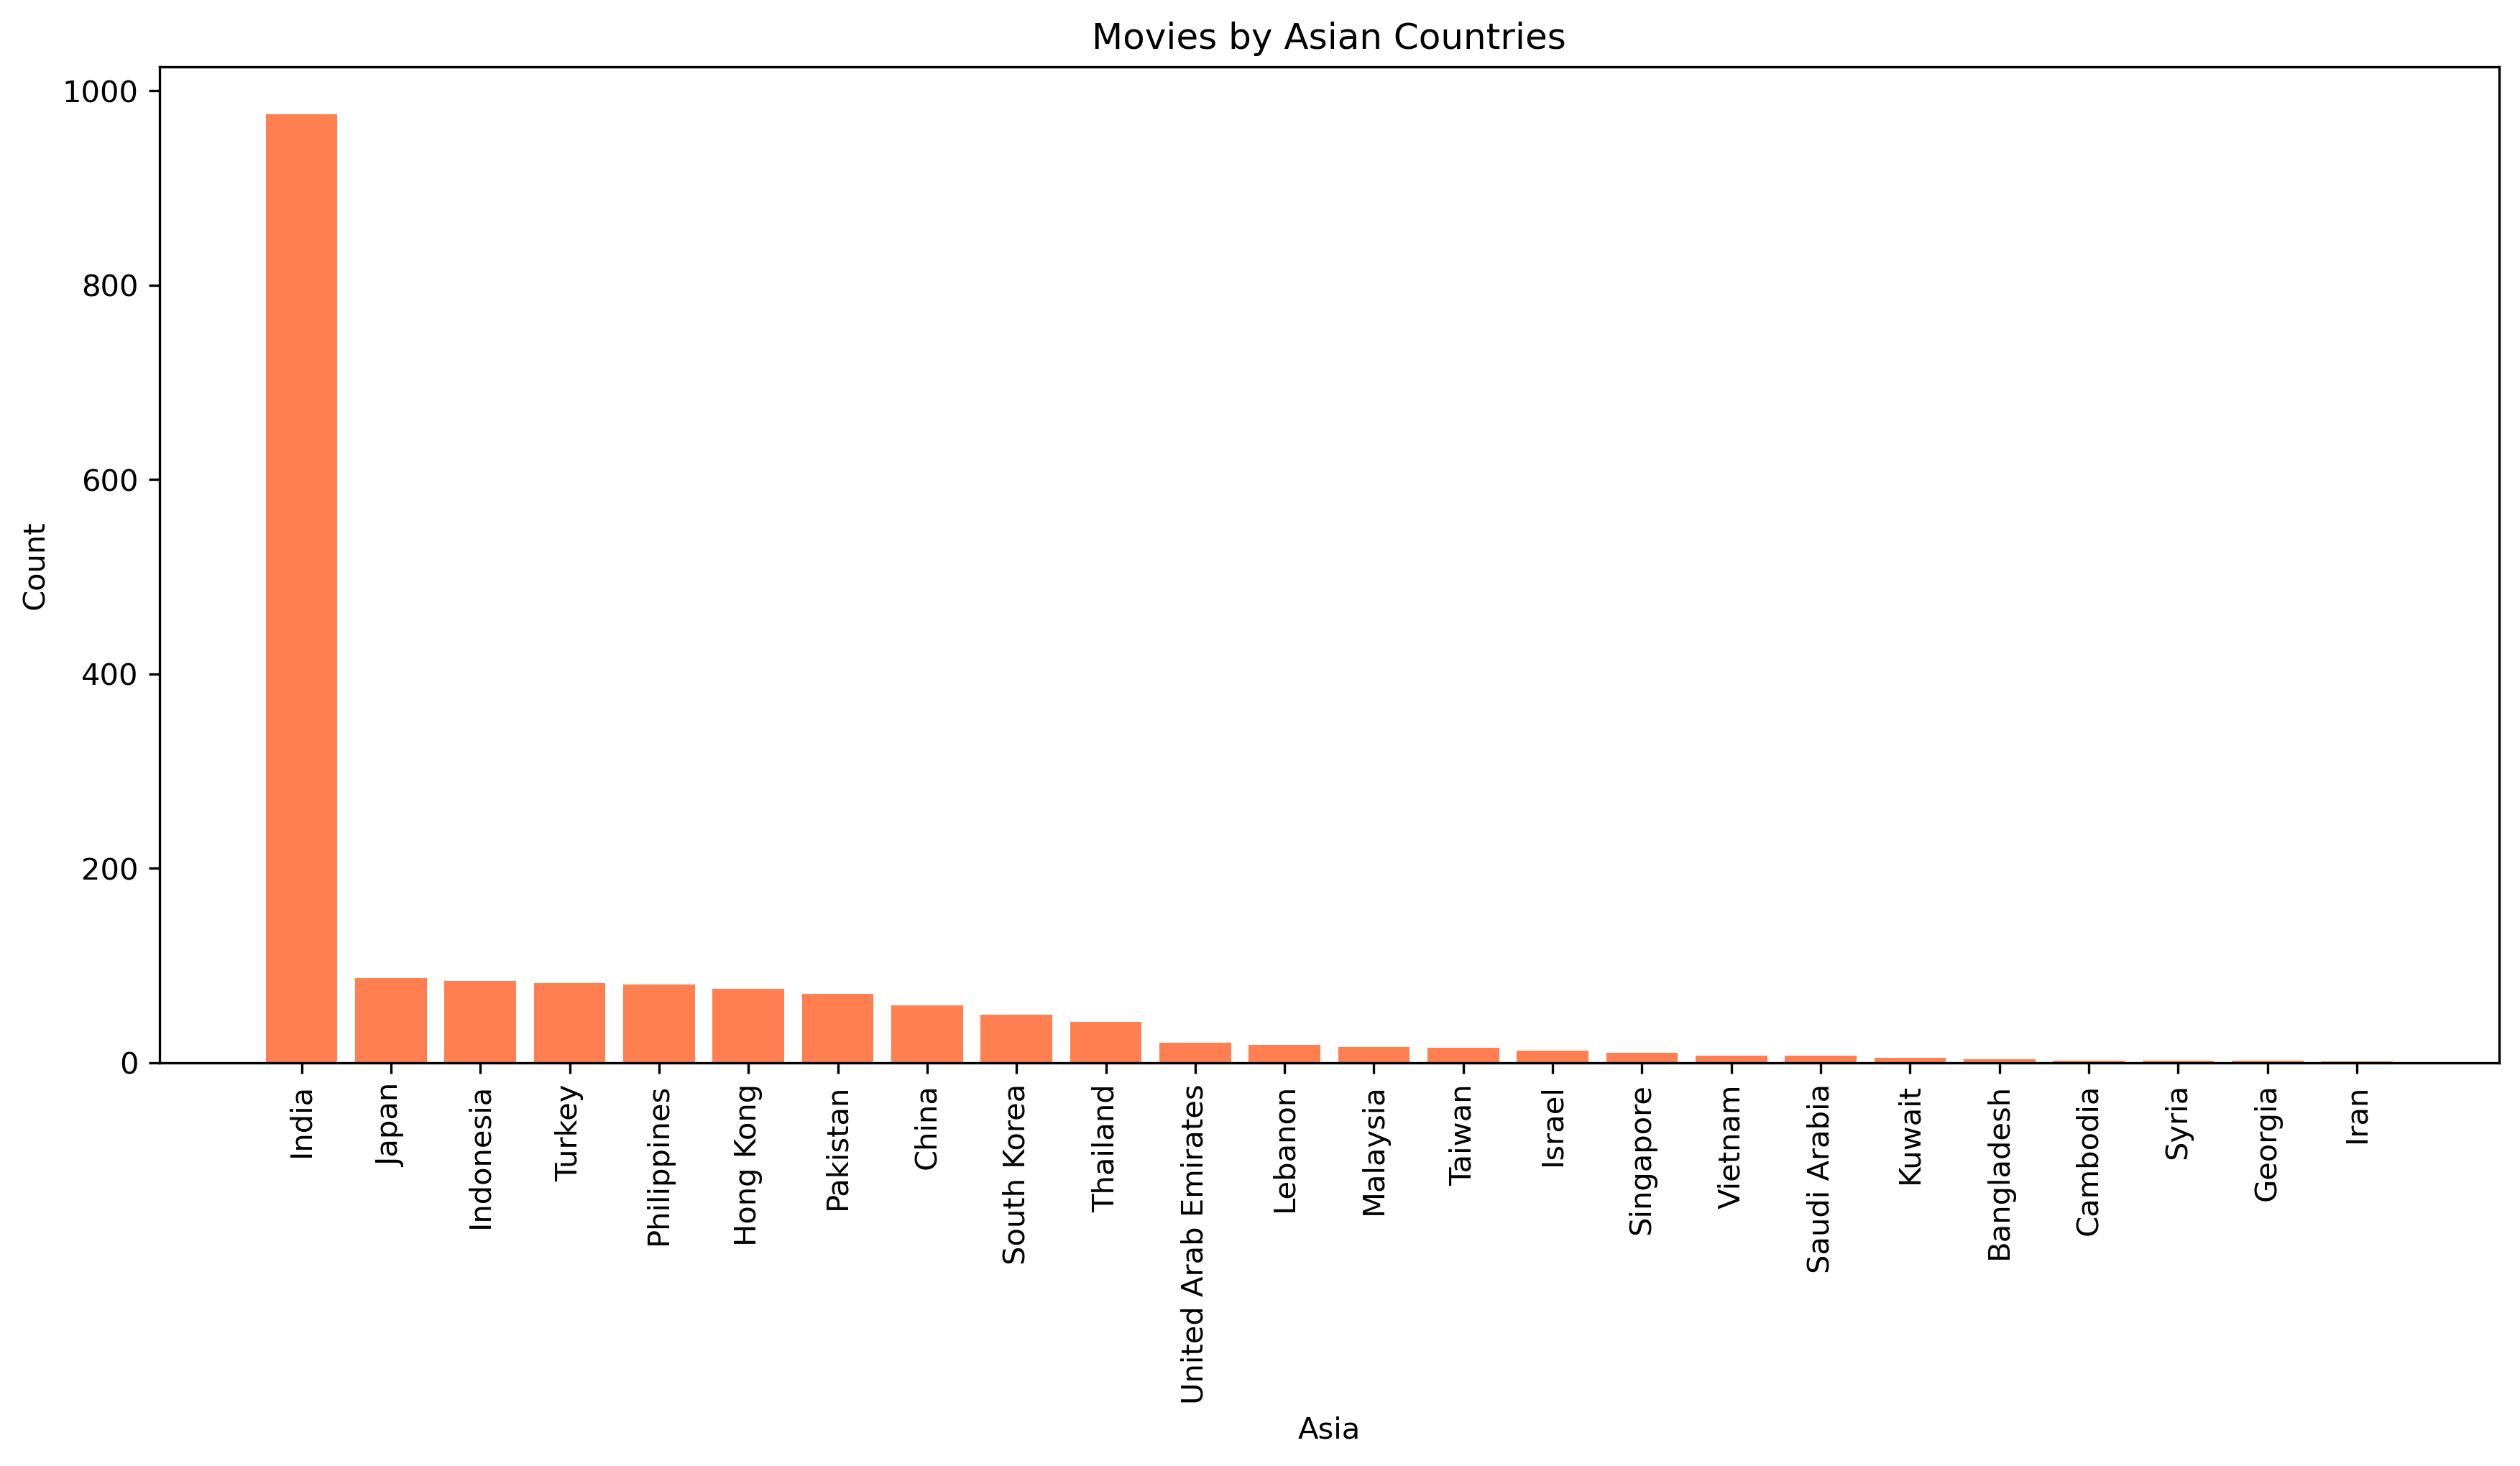 Movies by Asian Countries
1000
800
600
400
200
0
Count
India
Japan
Indonesia
Turkey
Philippines
Hong Kong
Pakistan
China
South Korea
Thailand
United Arab Emirates
Lebanon
Malaysia
Taiwan
Israel
Singapore
Vietnam
Saudi Arabia
Kuwait
Bangladesh
Cambodia
Syria
Georgia
Iran
Asia